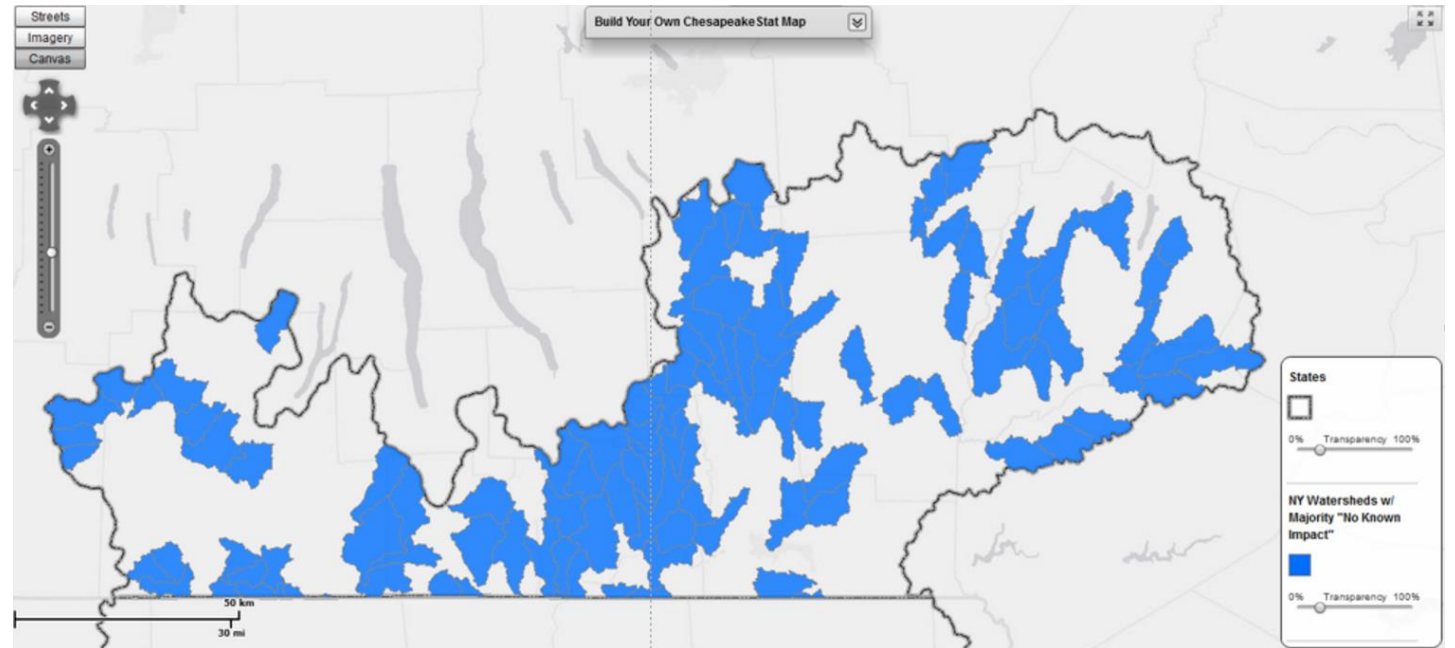 Streets
Imagery
Canvas
Build Your Own ChesapeakeStat Map
States
0% Transparency 100%
NY Watersheds w/
Majority "No Known
Impact"
0% Transparency 100%
50 km
30 mi